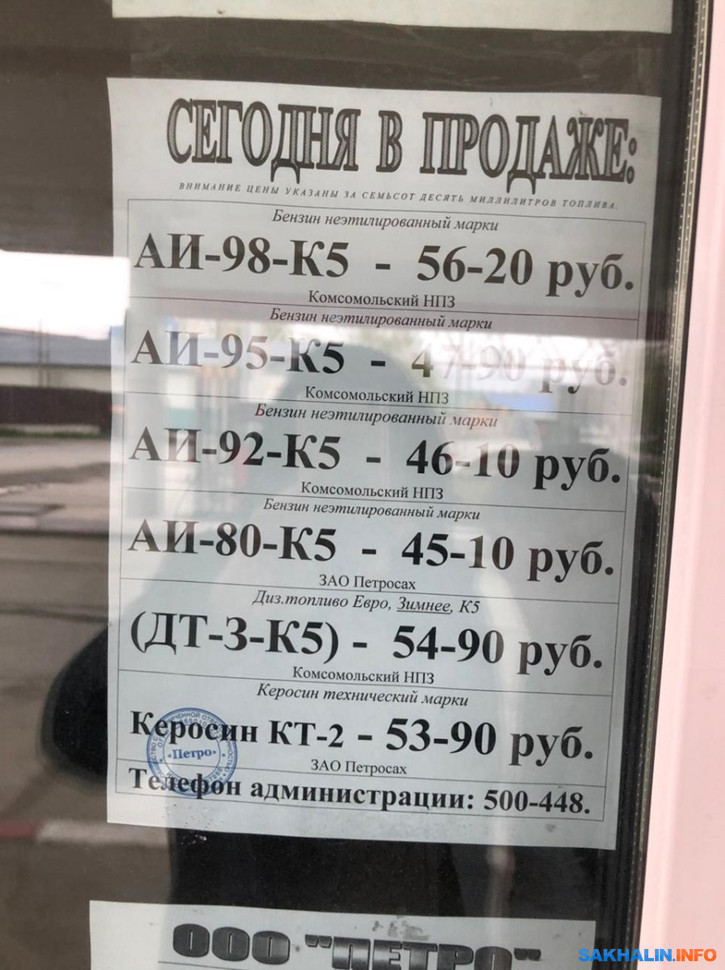 СЕГОДНЯ В ПРОДАЖЕ:
ВНИМАНИЕ ЦЕНЫ УКАЗАНЫ ЗА СЕМЬСОТ ДЕСЯТЬ МИЛЛИЛИТРОВ ТОПЛИВА.
Бензин неэтилированный марки
АИ-98-К5 - 56-20 руб.
Комсомольский НПЗ
Бензин неэтилированный марки
АИ-95-К5 - 47-90 руб.
Комсомольский НПЗ
Бензин неэтилированный марки
АИ-92-К5 - 46-10 руб.
Комсомольский НПЗ
Бензин неэтилированный марки
АИ-80-К5 - 45-10 руб.
ЗАО Петросах
Диз.топливо Евро, Зимнее, К5
(ДТ-З-К5) - 54-90 руб.
Комсомольский НПЗ
Керосин технический марки
Керосин КТ-2 - 53-90 руб.
«Петро»
ЗАО Петросах
Телефон администрации: 500-448.
ООО "ПЕТРО"
SAKHALIN.INFO